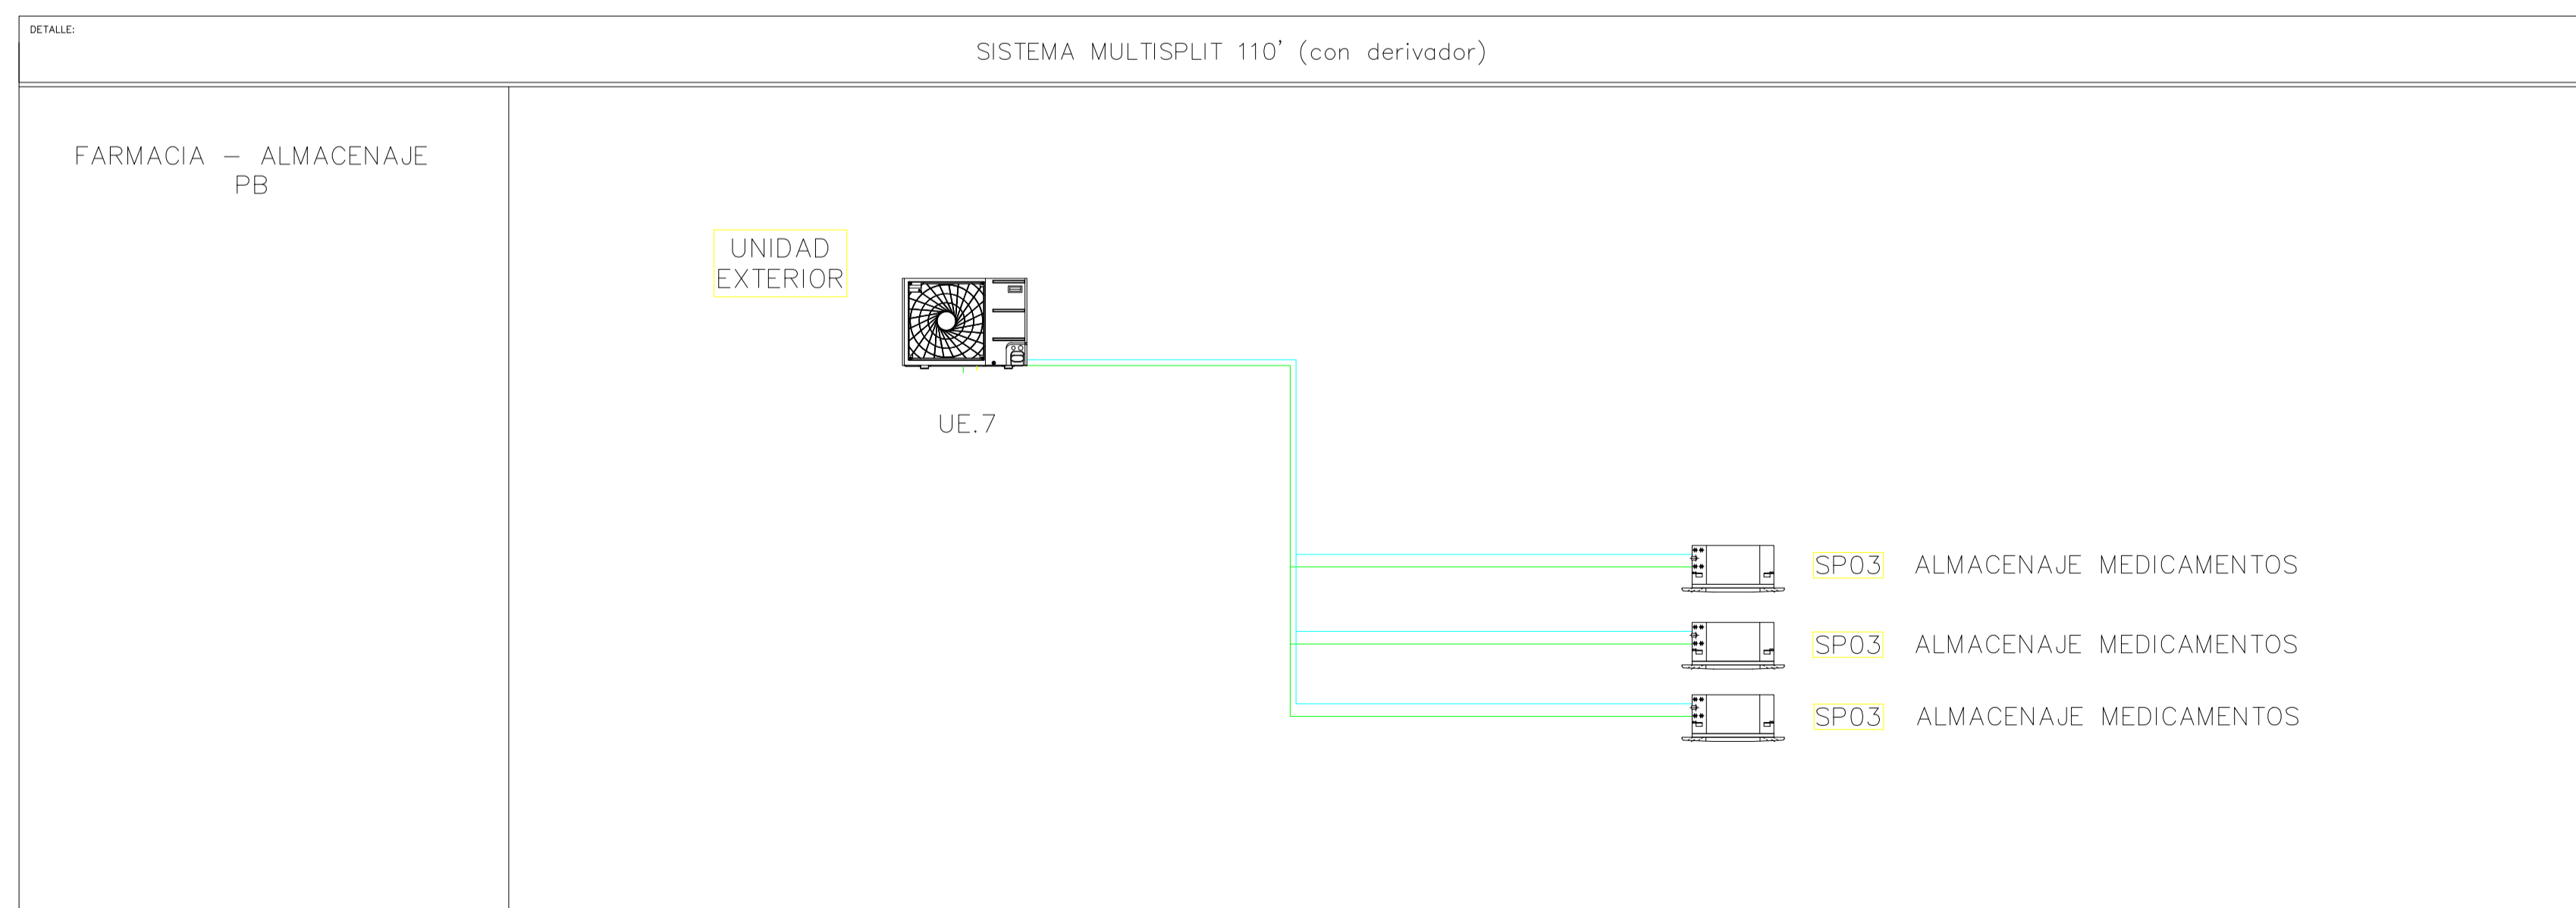 DETALLE:
SISTEMA MULTISPLIT 110' (con derivador)
FARMACIA - ALMACENAJE
PB
UNIDAD
EXTERIOR
UE.7
SP03 ALMACENAJE MEDICAMENTOS
SP03 ALMACENAJE MEDICAMENTOS
SP03 ALMACENAJE MEDICAMENTOS